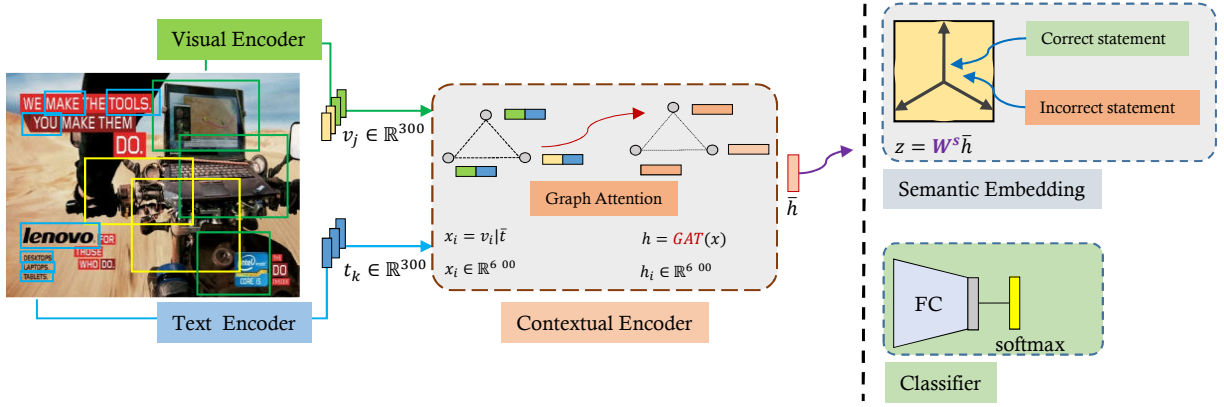 Visual Encoder
WE MAKE THE TOOLS.
YOU MAKE THEM
DO.
lenovo
FOR
THOSE
WHO DO.
DESKTOPS
LAPTOPS
TABLETS
intel
CORE i5
DO
Text Encoder
v_j ∈ ℝ^300
t_k ∈ ℝ^300
Graph Attention
x_i = v_i|t̄
x_i ∈ ℝ^6 00
h = GAT(x)
h_i ∈ ℝ^6 00
Contextual Encoder
h̄
Correct statement
Incorrect statement
z = W^s h̄
Semantic Embedding
FC
softmax
Classifier